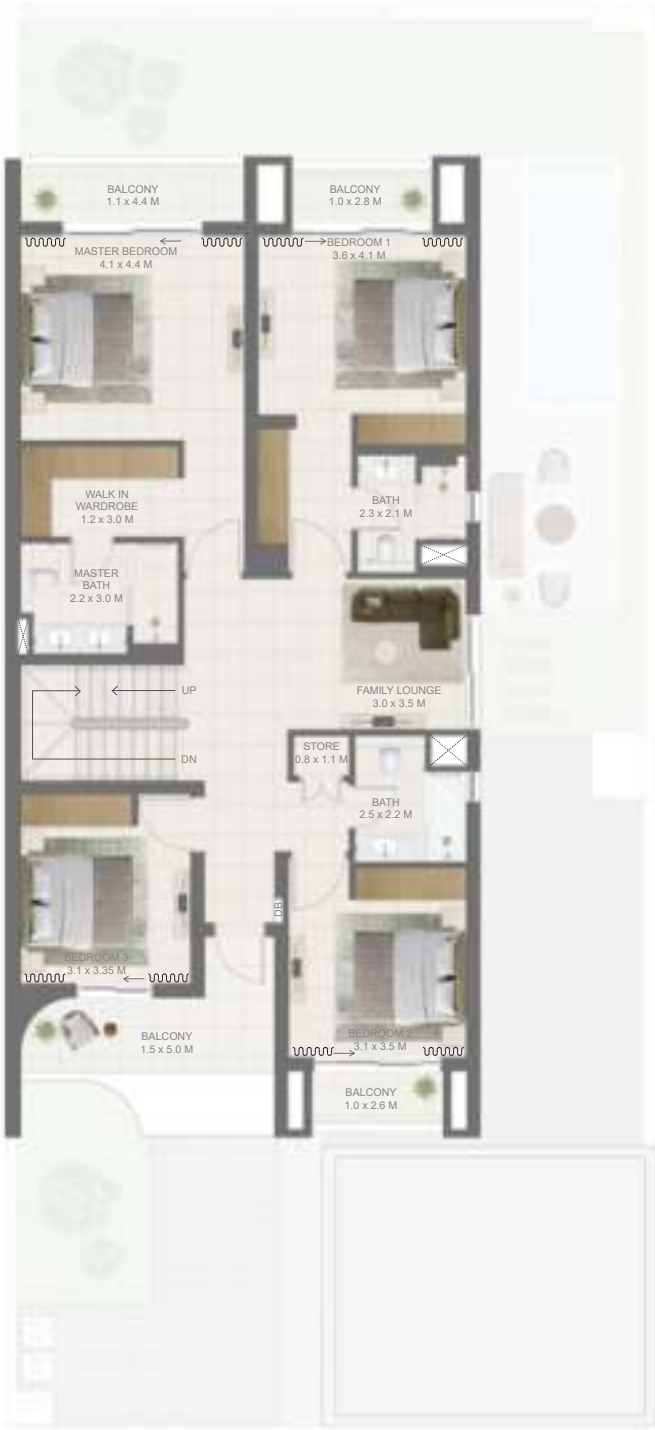 BALCONY
1.1 x 4.4 M
BALCONY
1.0 x 2.8 M
MASTER BEDROOM
4.1 x 4.4 M
BEDROOM 1
3.6 x 4.1 M
WALK IN
WARDROBE
1.2 x 3.0 M
BATH
2.3 x 2.1 M
MASTER
BATH
2.2 x 3.0 M
UP
FAMILY LOUNGE
3.0 x 3.5 M
STORE
0.8 x 1.1 M
DN
BATH
2.5 x 2.2 M
DB
BEDROOM 3
3.1 x 3.35 M
BALCONY
1.5 x 5.0 M
BEDROOM 2
3.1 x 3.5 M
BALCONY
1.0 x 2.6 M